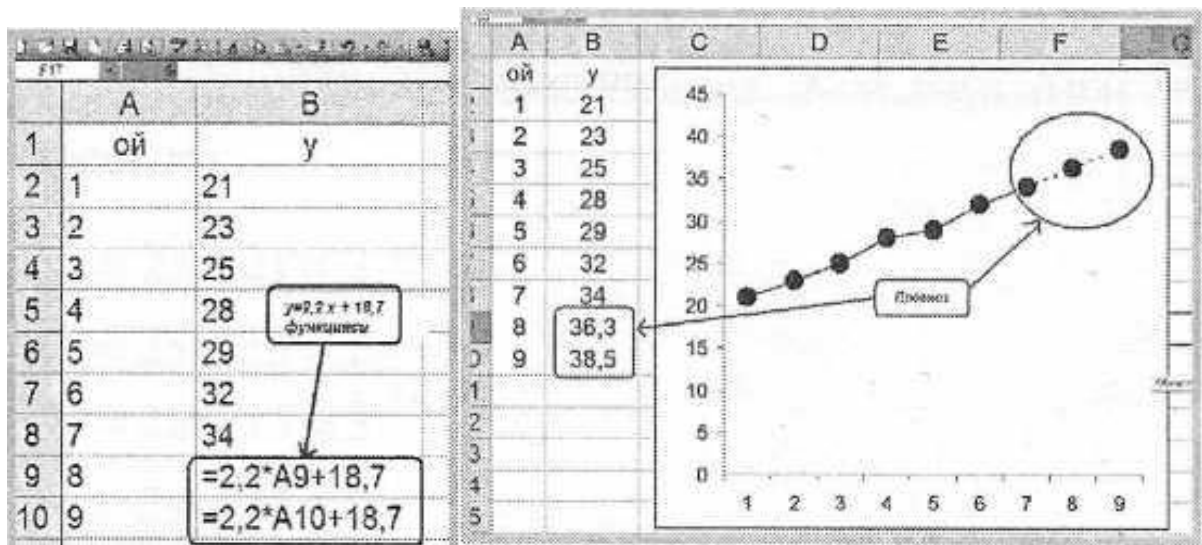 F17
A B
1 ой y
2 1 21
3 2 23
4 3 25
5 4 28
6 5 29
7 6 32
8 7 34
9 8 =2,2*A9+18,7
10 9 =2,2*A10+18,7
y=2,2 x + 18,7
функцияси
A B C D E F G
ой y
1 21
2 23
3 25
4 28
5 29
6 32
7 34
8 36,3
9 38,5
45
40
35
30
25
20
15
10
5
0
1 2 3 4 5 6 7 8 9
Прогноз